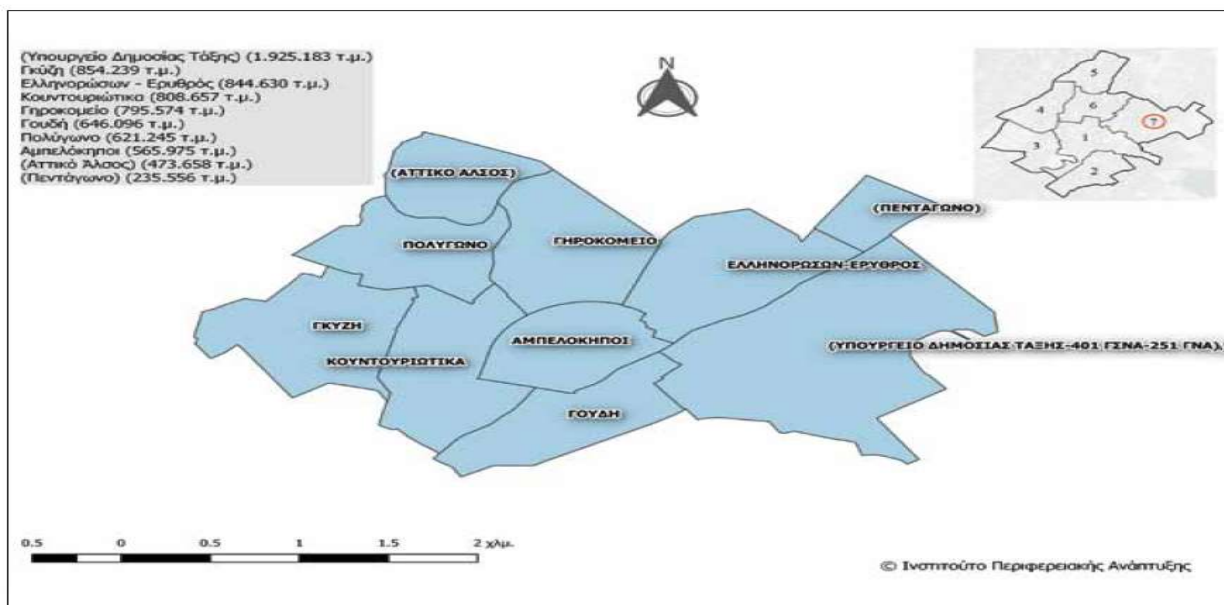 (Υπουργείο Δημοσίας Τάξης) (1.925.183 τ.μ.)
Γκύζη (854.239 τ.μ.)
Ελληνορώσων - Ερυθρός (844.630 τ.μ.)
Κουντουριώτικα (808.657 τ.μ.)
Γηροκομείο (795.574 τ.μ.)
Γουδή (646.096 τ.μ.)
Πολύγωνο (621.245 τ.μ.)
Αμπελόκηποι (565.975 τ.μ.)
(Αττικό Άλσος) (473.658 τ.μ.)
(Πεντάγωνο) (235.556 τ.μ.)
N
5
4
6
7
3
1
2
(ΑΤΤΙΚΟ ΑΛΣΟΣ)
(ΠΕΝΤΑΓΩΝΟ)
ΠΟΛΥΓΩΝΟ
ΓΗΡΟΚΟΜΕΙΟ
ΕΛΛΗΝΟΡΩΣΩΝ-ΕΡΥΘΡΟΣ
ΓΚΥΖΗ
ΑΜΠΕΛΟΚΗΠΟΙ
(ΥΠΟΥΡΓΕΙΟ ΔΗΜΟΣΙΑΣ ΤΑΞΗΣ-401 ΓΣΝΑ-251 ΓΝΑ)
ΚΟΥΝΤΟΥΡΙΩΤΙΚΑ
ΓΟΥΔΗ
0.5 0 0.5 1 1.5 2 χλμ.
© Ινστιτούτο Περιφερειακής Ανάπτυξης